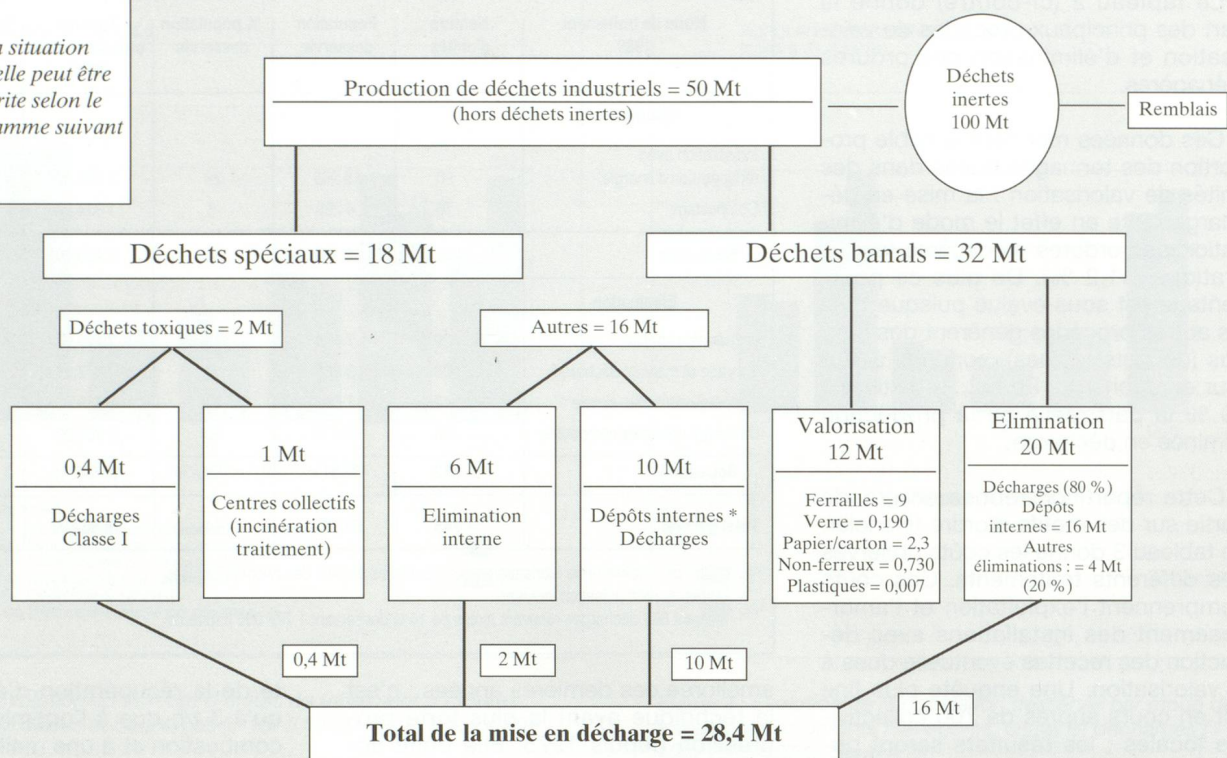 situation
elle peut être
rite selon le
amme suivant
Production de déchets industriels = 50 Mt
(hors déchets inertes)
Déchets
inertes
100 Mt
Remblais
Déchets spéciaux = 18 Mt
Déchets banals = 32 Mt
Déchets toxiques = 2 Mt
Autres = 16 Mt
0,4 Mt
Décharges
Classe I
1 Mt
Centres collectifs
(incinération
traitement)
6 Mt
Elimination
interne
10 Mt
Dépôts internes *
Décharges
Valorisation
12 Mt
Ferrailles = 9
Verre = 0,190
Papier/carton = 2,3
Non-ferreux = 0,730
Plastiques = 0,007
Elimination
20 Mt
Décharges (80 %)
Dépôts
internes = 16 Mt
Autres
éliminations : = 4 Mt
(20 %)
0,4 Mt
2 Mt
10 Mt
16 Mt
Total de la mise en décharge = 28,4 Mt